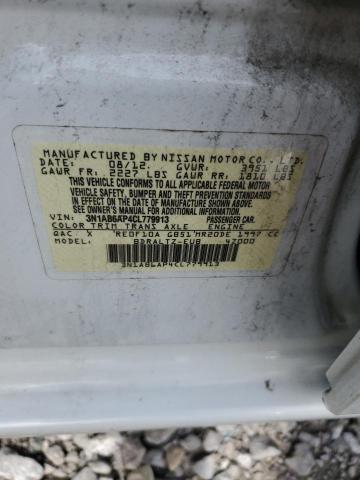 MANUFACTURED BY NISSAN MOTOR CO., LTD.
DATE: 08/12 GVWR: 3951 LBS
GAWR FR: 2227 LBS GAWR RR: 1810 LBS
THIS VEHICLE CONFORMS TO ALL APPLICABLE FEDERAL MOTOR
VEHICLE SAFETY, BUMPER AND THEFT PREVENTION STANDARDS
IN EFFECT ON THE DATE OF MANUFACTURE SHOWN ABOVE.
SEE OWNER'S MANUAL FOR ADDITIONAL INFORMATION
VIN: 3N1AB6AP4CL779913 PASSENGER CAR
COLOR TRIM TRANS AXLE ENGINE
QAC X RE0F10A GB51 MR20DE 1997 CC
MODEL: BDRALTZ-EUB 47000
3N1AB6AP4CL779913